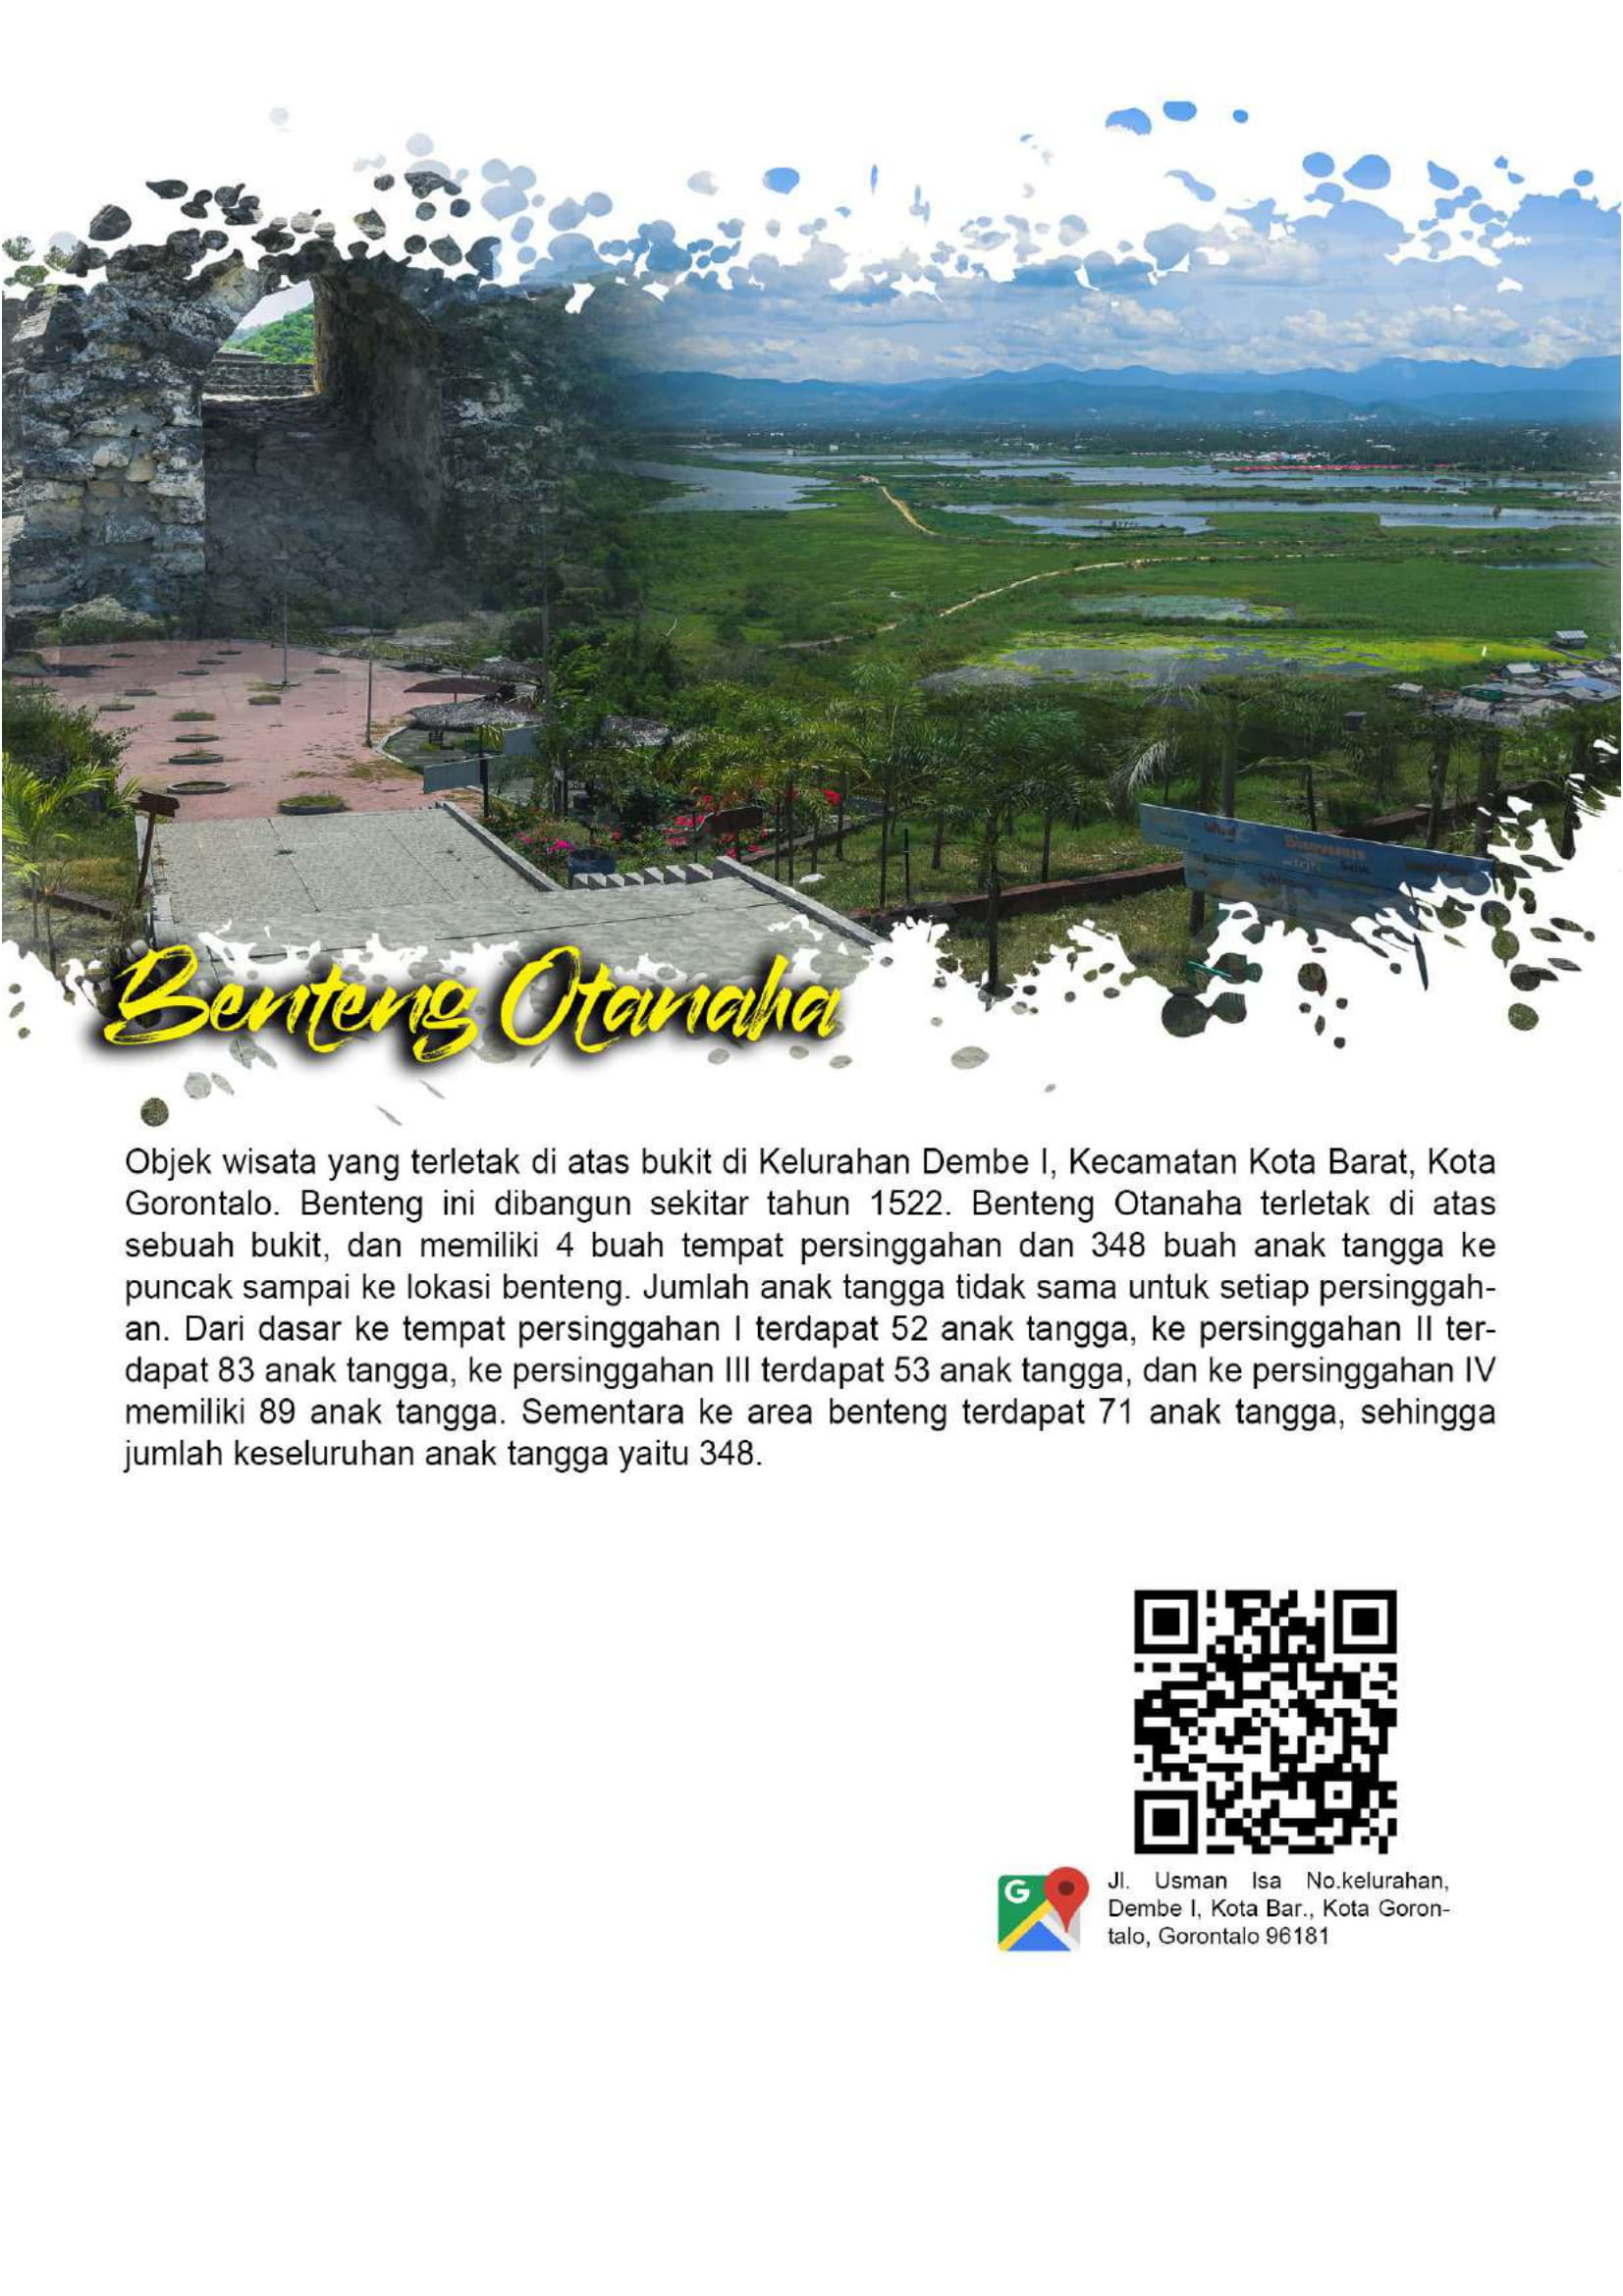 Benteng Otanaha
Objek wisata yang terletak di atas bukit di Kelurahan Dembe I, Kecamatan Kota Barat, Kota
Gorontalo. Benteng ini dibangun sekitar tahun 1522. Benteng Otanaha terletak di atas
sebuah bukit, dan memiliki 4 buah tempat persinggahan dan 348 buah anak tangga ke
puncak sampai ke lokasi benteng. Jumlah anak tangga tidak sama untuk setiap persinggah-
an. Dari dasar ke tempat persinggahan I terdapat 52 anak tangga, ke persinggahan II ter-
dapat 83 anak tangga, ke persinggahan III terdapat 53 anak tangga, dan ke persinggahan IV
memiliki 89 anak tangga. Sementara ke area benteng terdapat 71 anak tangga, sehingga
jumlah keseluruhan anak tangga yaitu 348.
G
Jl. Usman Isa No.kelurahan,
Dembe I, Kota Bar., Kota Goron-
talo, Gorontalo 96181